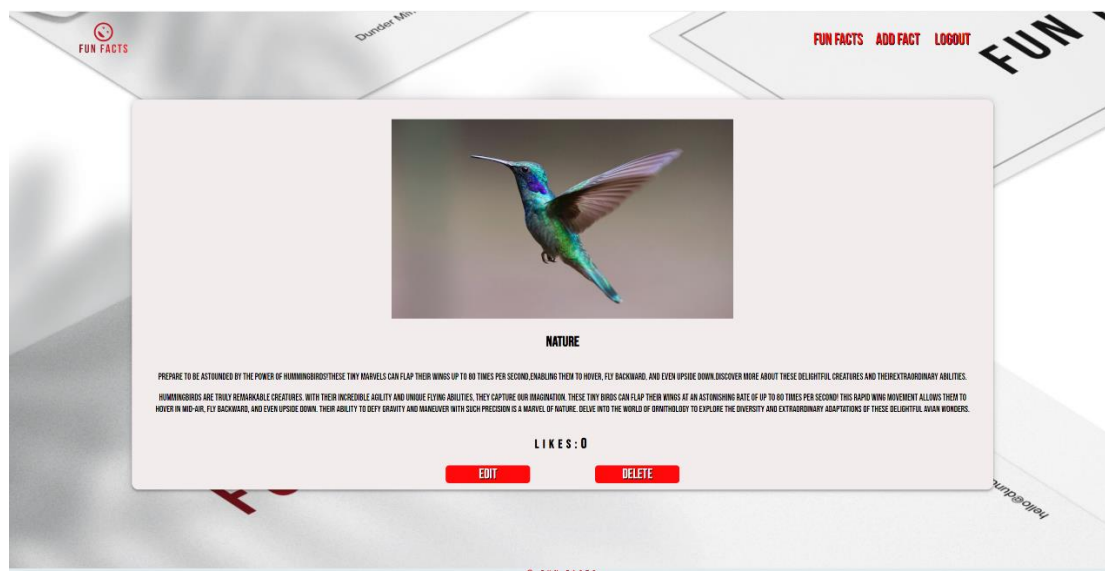 Dunder Mif
FUN
FUN FACTS
FUN FACTS ADD FACT LOGOUT
NATURE
PREPARE TO BE ASTOUNDED BY THE POWER OF HUMMINGBIRDS!THESE TINY MARVELS CAN FLAP THEIR WINGS UP TO 80 TIMES PER SECOND,ENABLING THEM TO HOVER, FLY BACKWARD, AND EVEN UPSIDE DOWN.DISCOVER MORE ABOUT THESE DELIGHTFUL CREATURES AND THEIREXTRAORDINARY ABILITIES.
HUMMINGBIRDS ARE TRULY REMARKABLE CREATURES. WITH THEIR INCREDIBLE AGILITY AND UNIQUE FLYING ABILITIES, THEY CAPTURE OUR IMAGINATION. THESE TINY BIRDS CAN FLAP THEIR WINGS AT AN ASTONISHING RATE OF UP TO 80 TIMES PER SECOND! THIS RAPID WING MOVEMENT ALLOWS THEM TO
HOVER IN MID-AIR, FLY BACKWARD, AND EVEN UPSIDE DOWN. THEIR ABILITY TO DEFY GRAVITY AND MANEUVER WITH SUCH PRECISION IS A MARVEL OF NATURE. DELVE INTO THE WORLD OF ORNITHOLOGY TO EXPLORE THE DIVERSITY AND EXTRAORDINARY ADAPTATIONS OF THESE DELIGHTFUL AVIAN WONDERS.
LIKES:0
EDIT DELETE
hello@dund